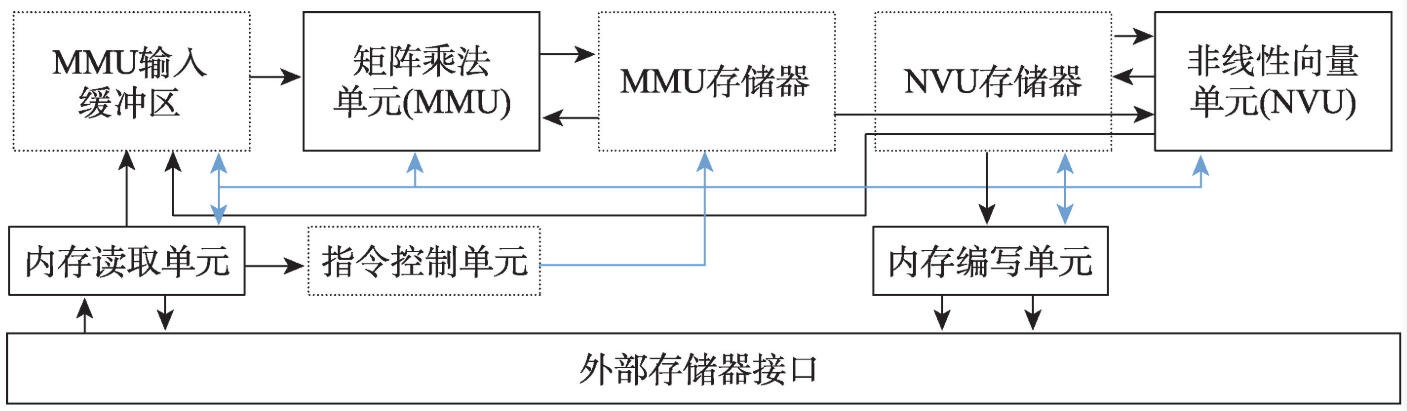 MMU输入
缓冲区
矩阵乘法
单元(MMU)
MMU存储器
NVU存储器
非线性向量
单元(NVU)
内存读取单元
指令控制单元
内存编写单元
外部存储器接口